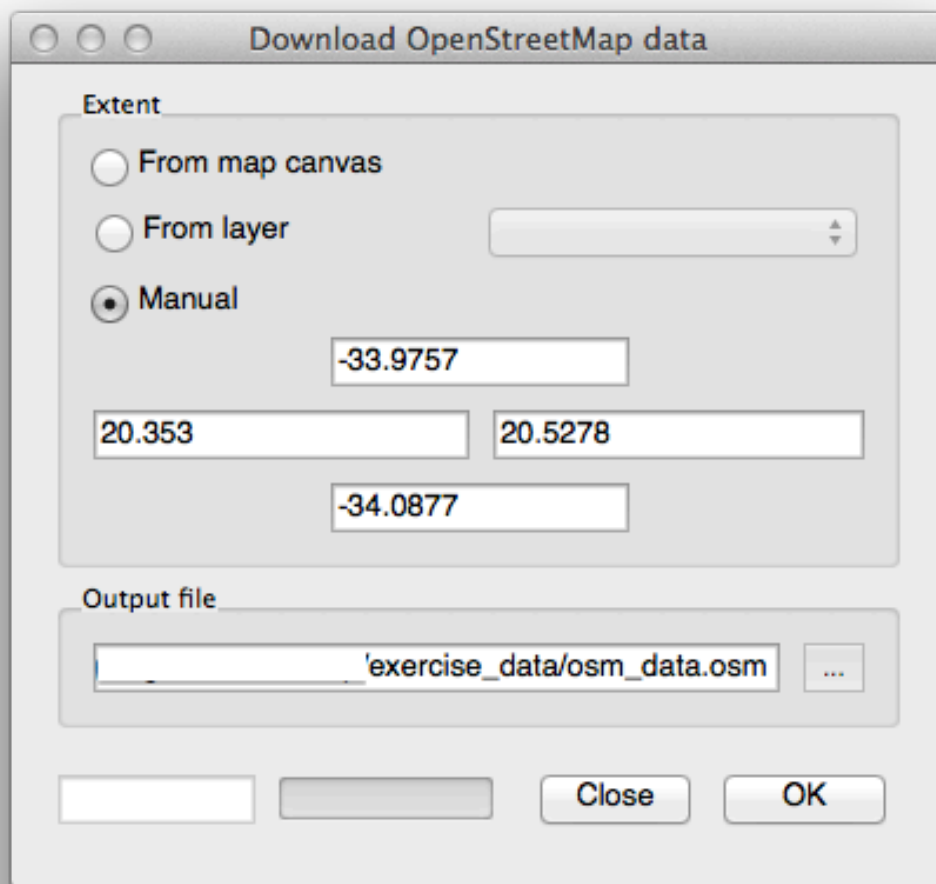 Download OpenStreetMap data
Extent
From map canvas
From layer
Manual
-33.9757
20.353 20.5278
-34.0877
Output file
/exercise_data/osm_data.osm ...
Close OK